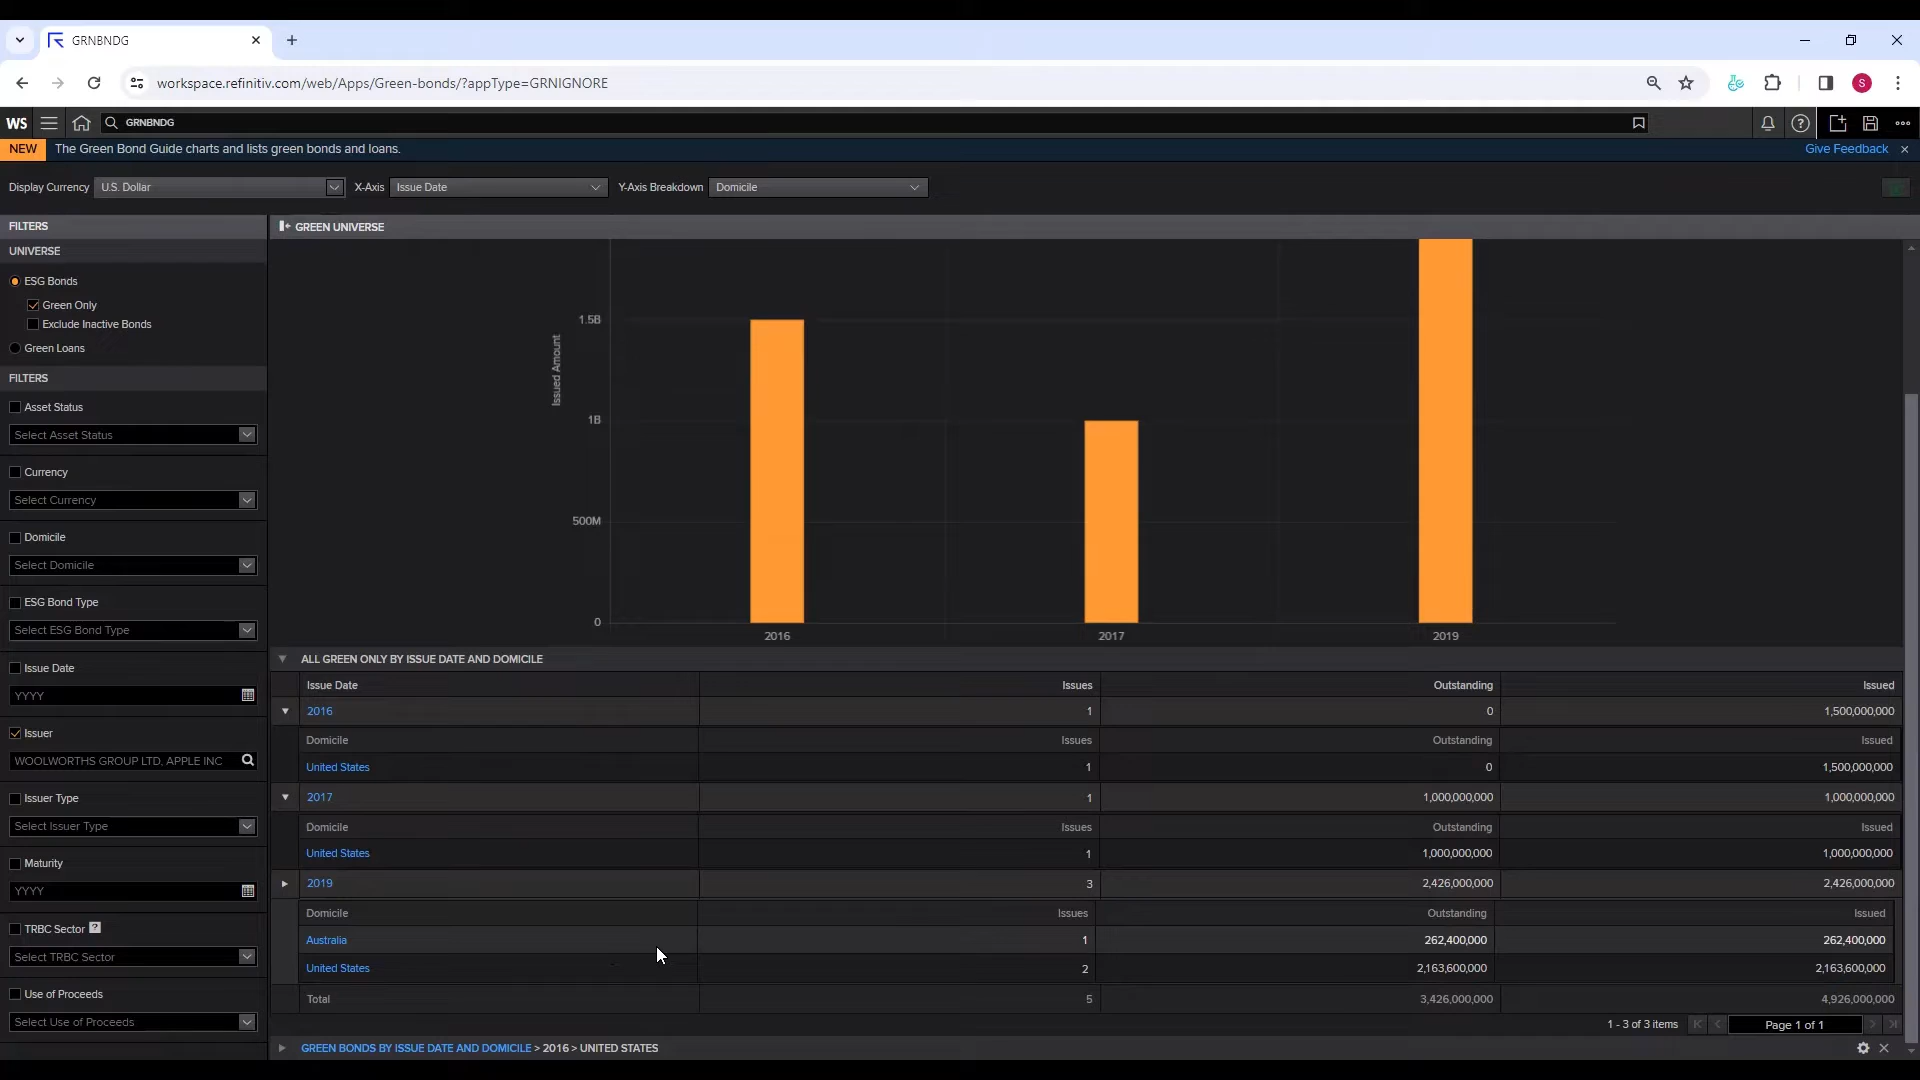 GRNBNDG
workspace.refinitiv.com/web/Apps/Green-bonds/?appType=GRNIGNORE
S
WS GRNBNDG
NEW The Green Bond Guide charts and lists green bonds and loans. Give Feedback
Display Currency U.S. Dollar X-Axis Issue Date Y-Axis Breakdown Domicile
FILTERS
UNIVERSE
ESG Bonds
Green Only
Exclude Inactive Bonds
Green Loans
FILTERS
Asset Status
Select Asset Status
Currency
Select Currency
Domicile
Select Domicile
ESG Bond Type
Select ESG Bond Type
Issue Date
YYYY
Issuer
WOOLWORTHS GROUP LTD, APPLE INC
Issuer Type
Select Issuer Type
Maturity
YYYY
TRBC Sector ?
Select TRBC Sector
Use of Proceeds
Select Use of Proceeds
GREEN UNIVERSE
Issued Amount
1.5B
1B
500M
0
2016 2017 2019
ALL GREEN ONLY BY ISSUE DATE AND DOMICILE
Issue Date Issues Outstanding Issued
2016 1 0 1,500,000,000
Domicile Issues Outstanding Issued
United States 1 0 1,500,000,000
2017 1 1,000,000,000 1,000,000,000
Domicile Issues Outstanding Issued
United States 1 1,000,000,000 1,000,000,000
2019 3 2,426,000,000 2,426,000,000
Domicile Issues Outstanding Issued
Australia 1 262,400,000 262,400,000
United States 2 2,163,600,000 2,163,600,000
Total 5 3,426,000,000 4,926,000,000
1 - 3 of 3 items Page 1 of 1
GREEN BONDS BY ISSUE DATE AND DOMICILE > 2016 > UNITED STATES